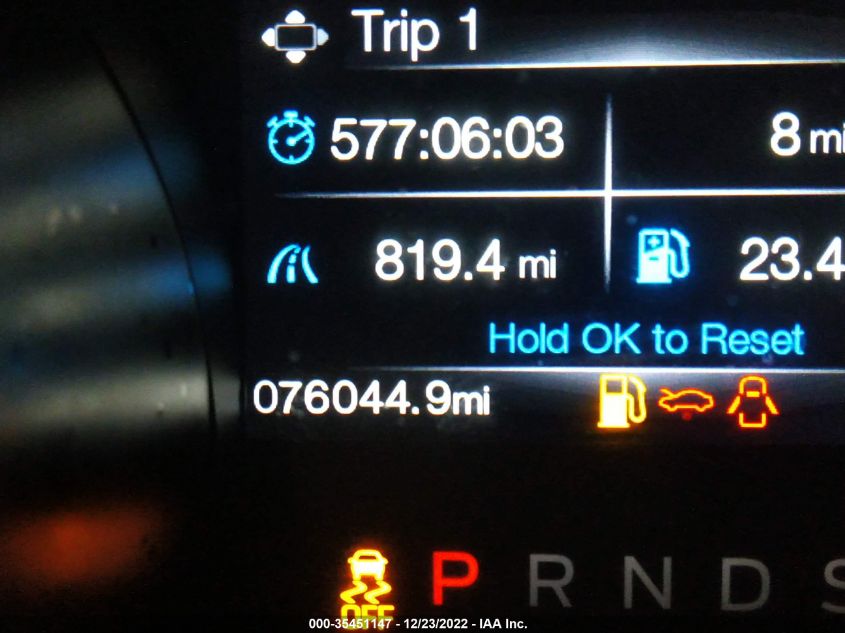 Trip 1
577:06:03 8 mi
819.4 mi 23.4
Hold OK to Reset
076044.9mi
OFF
P R N D S
000-35451147 - 12/23/2022 - IAA Inc.